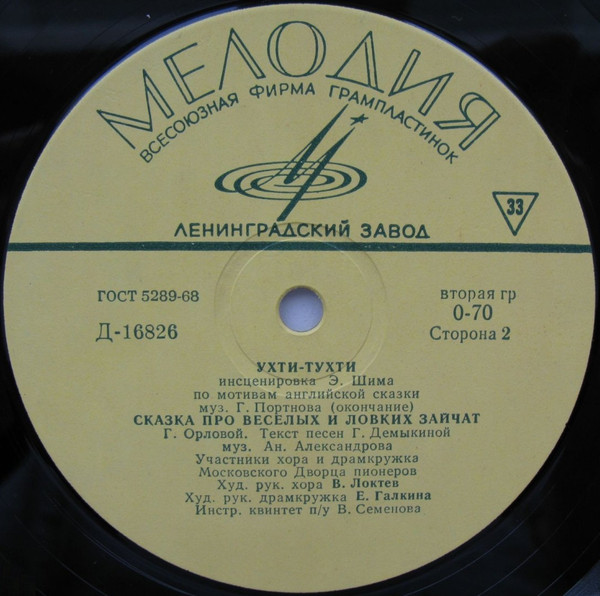 МЕЛОДИЯ
ВСЕСОЮЗНАЯ ФИРМА ГРАМПЛАСТИНОК
33
ЛЕНИНГРАДСКИЙ ЗАВОД
ГОСТ 5289-68
вторая гр
Д-16826
0-70
Сторона 2
УХТИ-ТУХТИ
инсценировка Э. Шима
по мотивам английской сказки
муз. Г. Портнова (окончание)
СКАЗКА ПРО ВЕСЕЛЫХ И ЛОВКИХ ЗАЙЧАТ
Г. Орловой. Текст песен Г. Демыкиной
муз. Ан. Александрова
Участники хора и драмкружка
Московского Дворца пионеров
Худ. рук. хора В. Локтев
Худ. рук. драмкружка Е. Галкина
Инстр. квинтет п/у В. Семенова